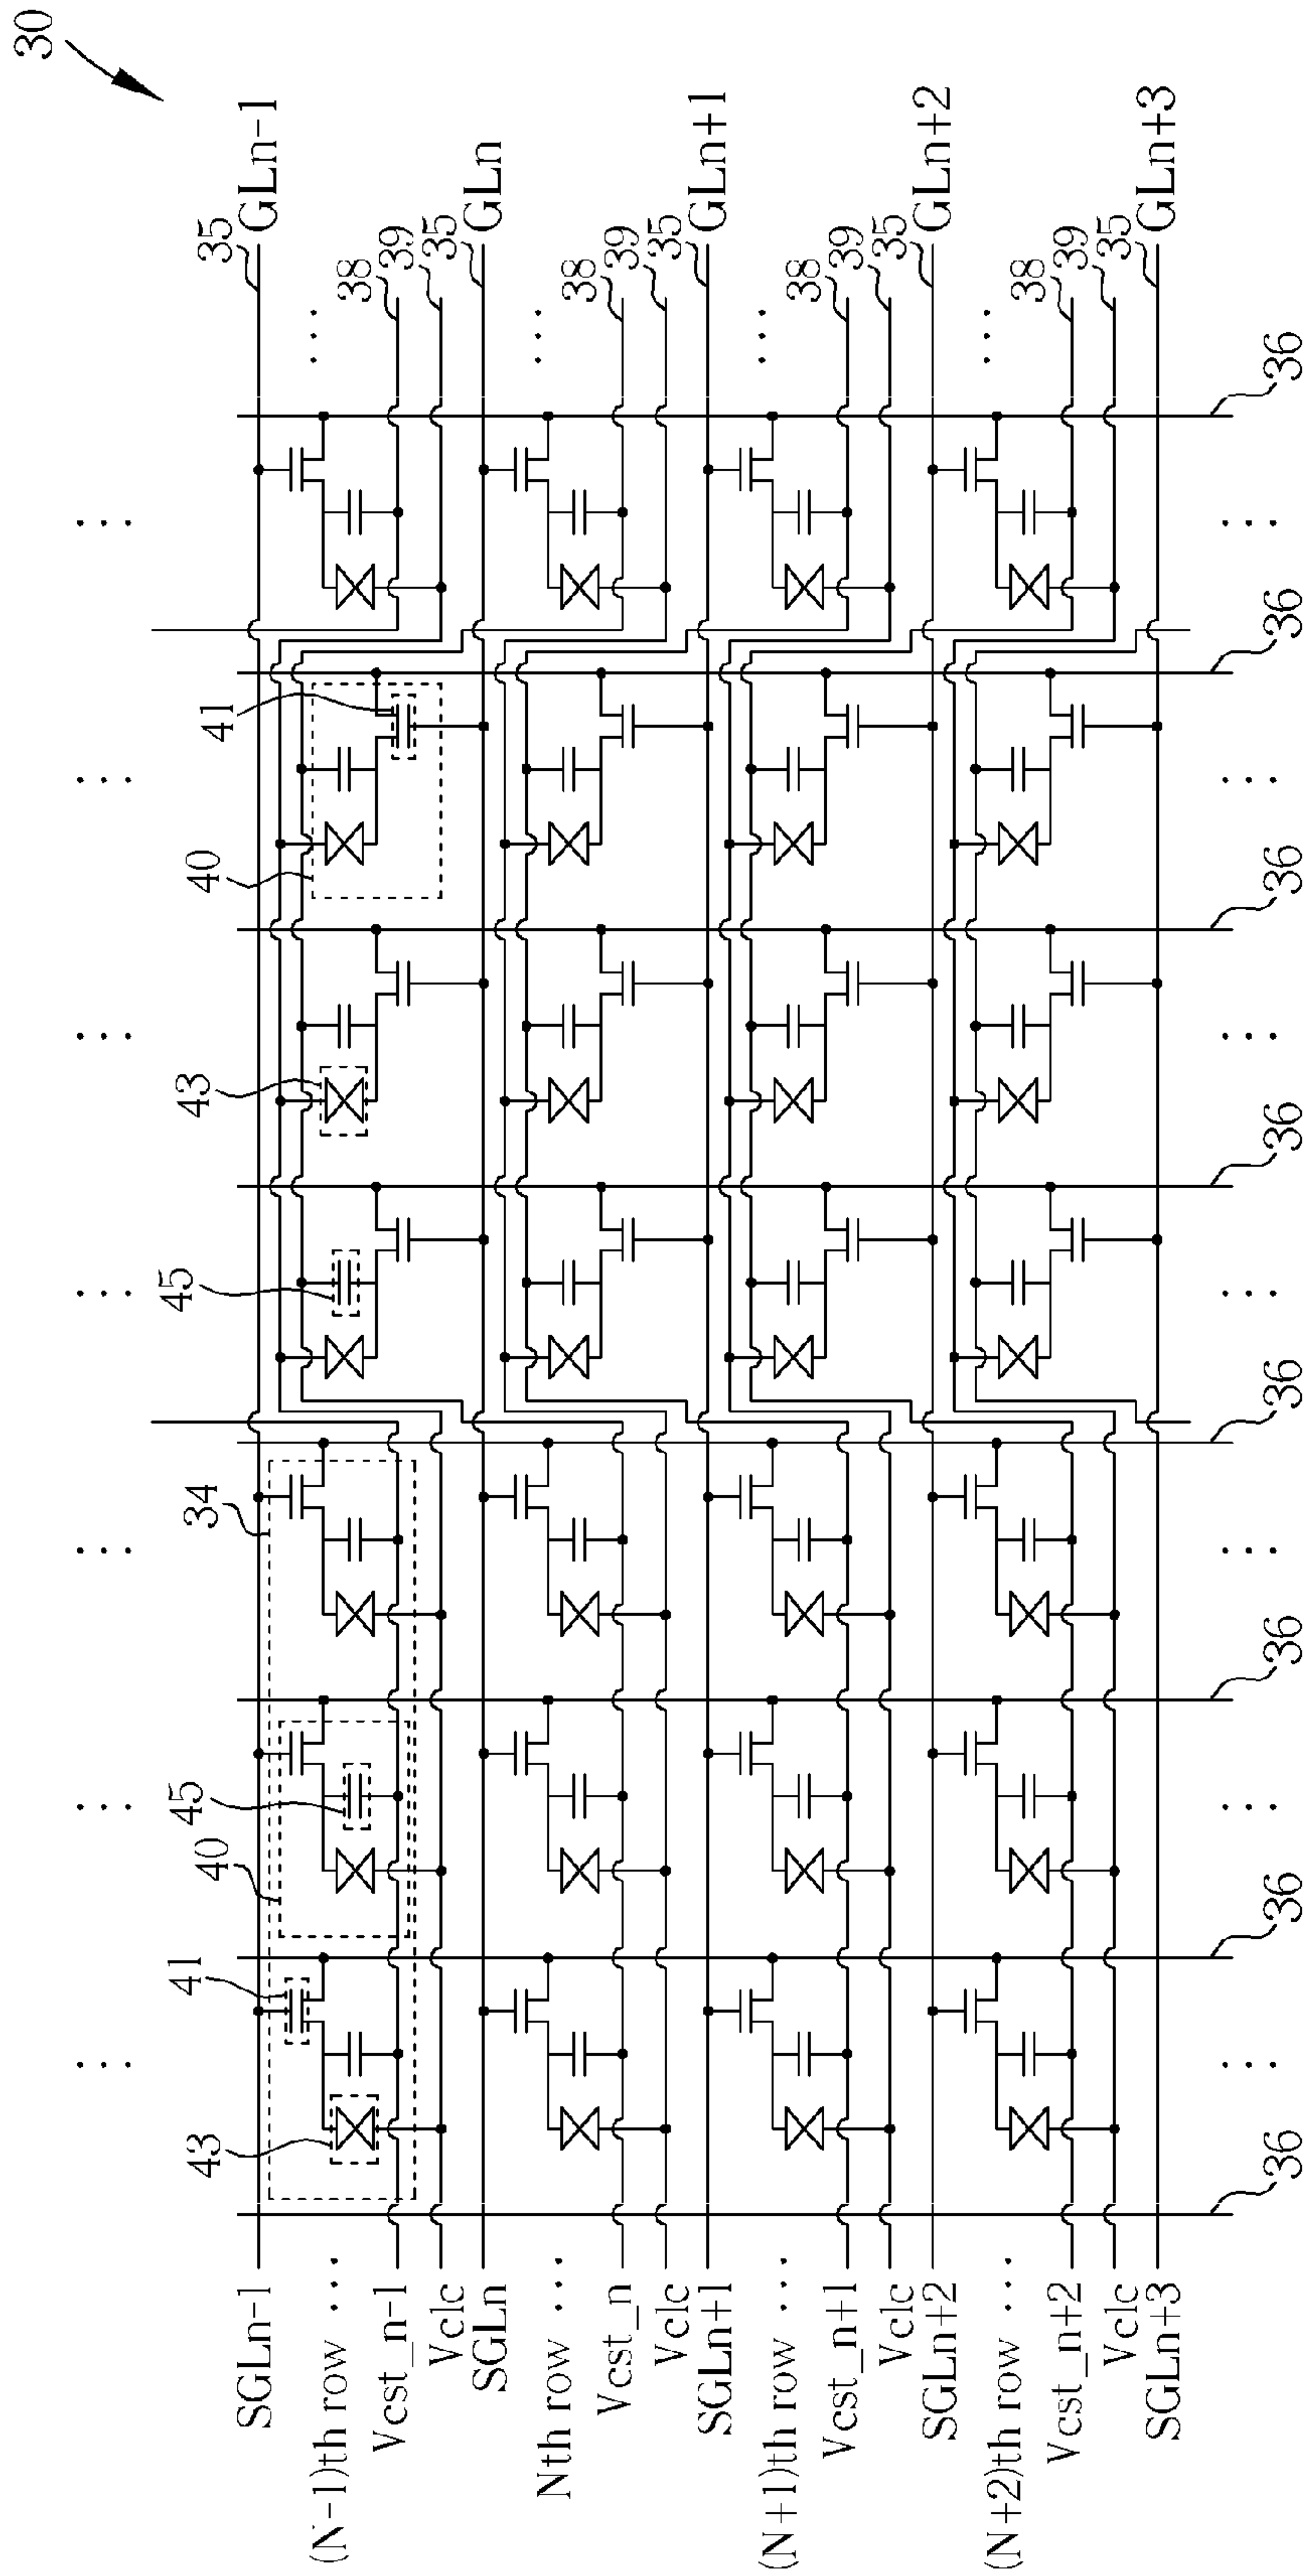 30
35 GLn-1
38
39
35 GLn
38
39
35 GLn+1
38
39
35 GLn+2
38
39
35 GLn+3
36
36
36
36
36
36
36
36
41
40
43
45
34
45
40
41
43
SGLn-1
(N-1)th row
Vcst_n-1
Vclc
SGLn
Nth row
Vcst_n
Vclc
SGLn+1
(N+1)th row
Vcst_n+1
Vclc
SGLn+2
(N+2)th row
Vcst_n+2
Vclc
SGLn+3